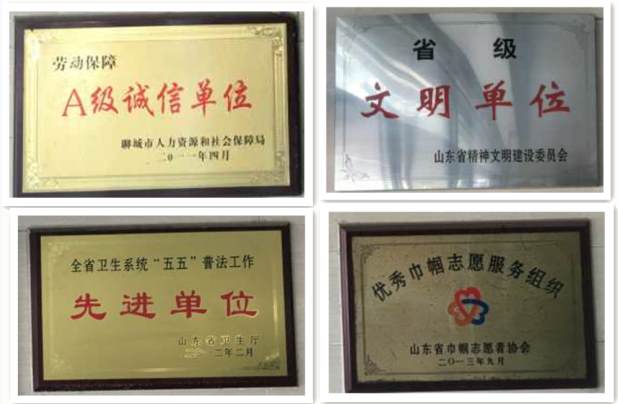 劳动保障
A级诚信单位
聊城市人力资源和社会保障局
二〇一一年四月
省 级
文明单位
山东省精神文明建设委员会
全省卫生系统“五五”普法工作
先进单位
山东省卫生厅
二〇一二年二月
优秀巾帼志愿服务组织
山东省巾帼志愿者协会
二〇一三年九月